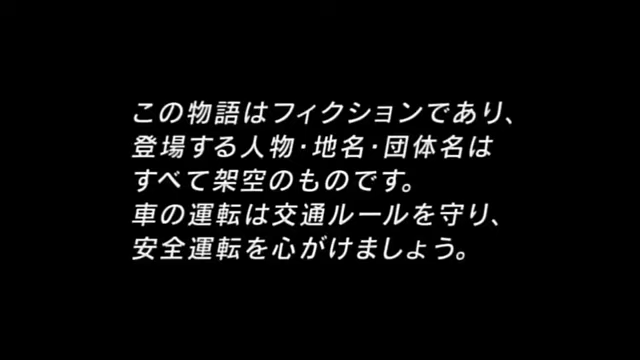 この物語はフィクションであり、
登場する人物･地名･団体名は
すべて架空のものです。
車の運転は交通ルールを守り、
安全運転を心がけましょう。